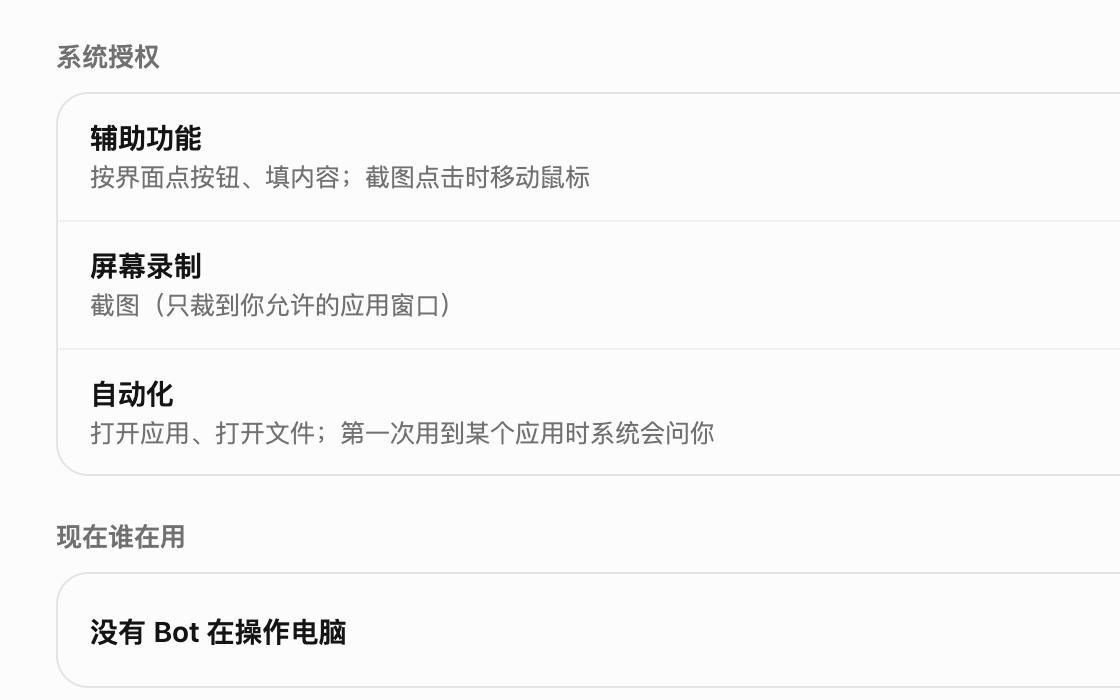 系统授权
辅助功能
按界面点按钮、填内容；截图点击时移动鼠标
屏幕录制
截图（只裁到你允许的应用窗口）
自动化
打开应用、打开文件；第一次用到某个应用时系统会问你
现在谁在用
没有 Bot 在操作电脑